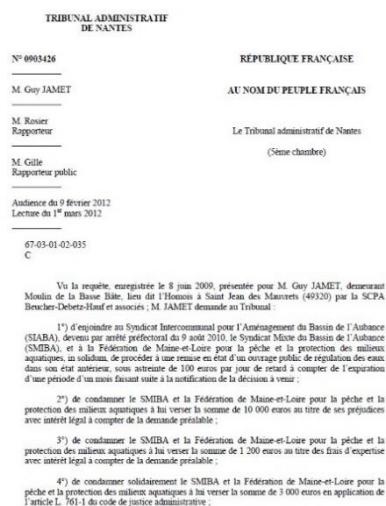 TRIBUNAL ADMINISTRATIF
DE NANTES
N° 0903426
M. Guy JAMET
M. Rosier
Rapporteur
M. Gille
Rapporteur public
Audience du 9 février 2012
Lecture du 1er mars 2012
67-03-01-02-035
C
RÉPUBLIQUE FRANÇAISE
AU NOM DU PEUPLE FRANÇAIS
Le Tribunal administratif de Nantes
(5ème chambre)
Vu la requête, enregistrée le 8 juin 2009, présentée pour M. Guy JAMET, demeurant
Moulin de la Basse Bâte, lieu dit l'Homois à Saint Jean des Mauvrets (49320) par la SCPA
Beucher-Debetz-Hauf et associés ; M. JAMET demande au Tribunal :
1°) d'enjoindre au Syndicat Intercommunal pour l'Aménagement du Bassin de l'Aubance
(SIABA), devenu par arrêté préfectoral du 9 août 2010, le Syndicat Mixte du Bassin de l'Aubance
(SMIBA), et à la Fédération de Maine-et-Loire pour la pêche et la protection des milieux
aquatiques, in solidum, de procéder à une remise en état d'un ouvrage public de régulation des eaux
dans son état antérieur, sous astreinte de 100 euros par jour de retard à compter de l'expiration
d'une période d'un mois faisant suite à la notification de la décision à venir ;
2°) de condamner le SMIBA et la Fédération de Maine-et-Loire pour la pêche et la
protection des milieux aquatiques à lui verser la somme de 10 000 euros au titre de ses préjudices
avec intérêt légal à compter de la demande préalable ;
3°) de condamner le SMIBA et la Fédération de Maine-et-Loire pour la pêche et la
protection des milieux aquatiques à lui verser la somme de 1 200 euros au titre des frais d'expertise
avec intérêt légal à compter de la demande préalable ;
4°) de condamner solidairement le SMIBA et la Fédération de Maine-et-Loire pour la
pêche et la protection des milieux aquatiques à lui verser la somme de 3 000 euros en application de
l'article L. 761-1 du code de justice administrative ;